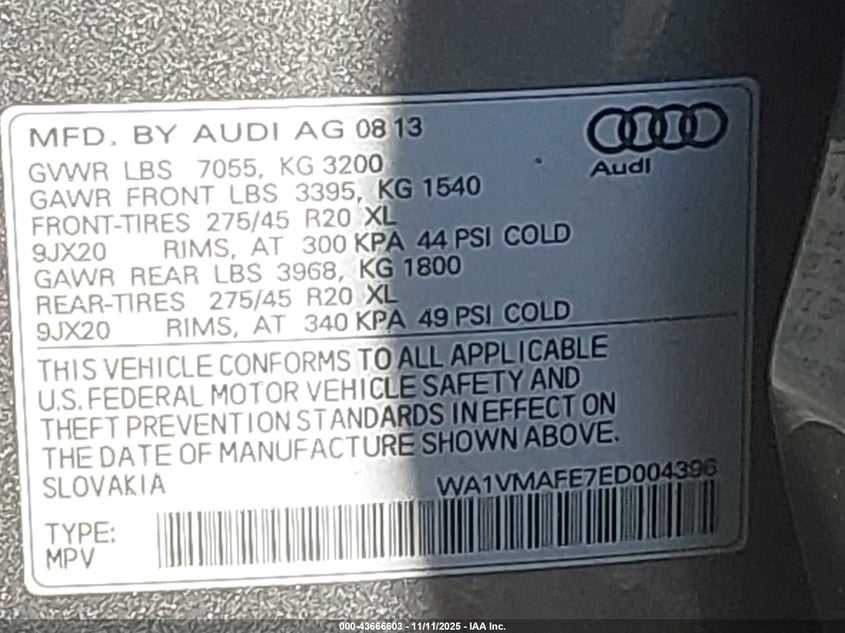 MFD. BY AUDI AG 08 13
Audi
GVWR LBS 7055, KG 3200
GAWR FRONT LBS 3395, KG 1540
FRONT-TIRES 275/45 R20 XL
9JX20 RIMS, AT 300 KPA 44 PSI COLD
GAWR REAR LBS 3968, KG 1800
REAR-TIRES 275/45 R20 XL
9JX20 RIMS, AT 340 KPA 49 PSI COLD
THIS VEHICLE CONFORMS TO ALL APPLICABLE
U.S. FEDERAL MOTOR VEHICLE SAFETY AND
THEFT PREVENTION STANDARDS IN EFFECT ON
THE DATE OF MANUFACTURE SHOWN ABOVE.
SLOVAKIA WA1VMAFE7ED004396
TYPE:
MPV
000-43666603 - 11/11/2025 - IAA Inc.